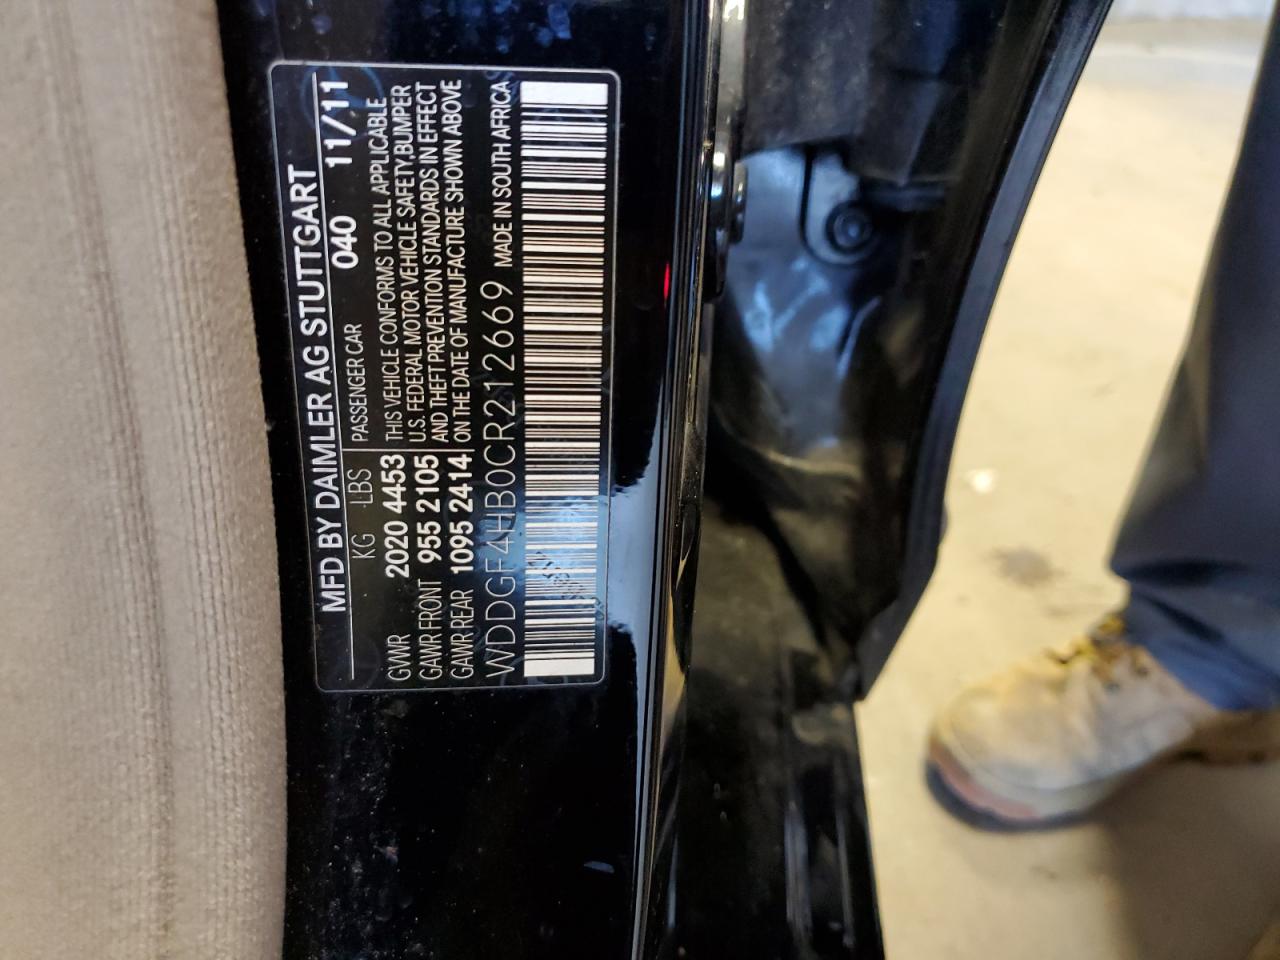 MFD BY DAIMLER AG STUTTGART
040 11/11
KG LBS PASSENGER CAR
GVWR 2020 4453 THIS VEHICLE CONFORMS TO ALL APPLICABLE
GAWR FRONT 955 2105 U.S. FEDERAL MOTOR VEHICLE SAFETY,BUMPER
AND THEFT PREVENTION STANDARDS IN EFFECT
GAWR REAR 1095 2414 ON THE DATE OF MANUFACTURE SHOWN ABOVE
WDDGF4HB0CR212669 MADE IN SOUTH AFRICA